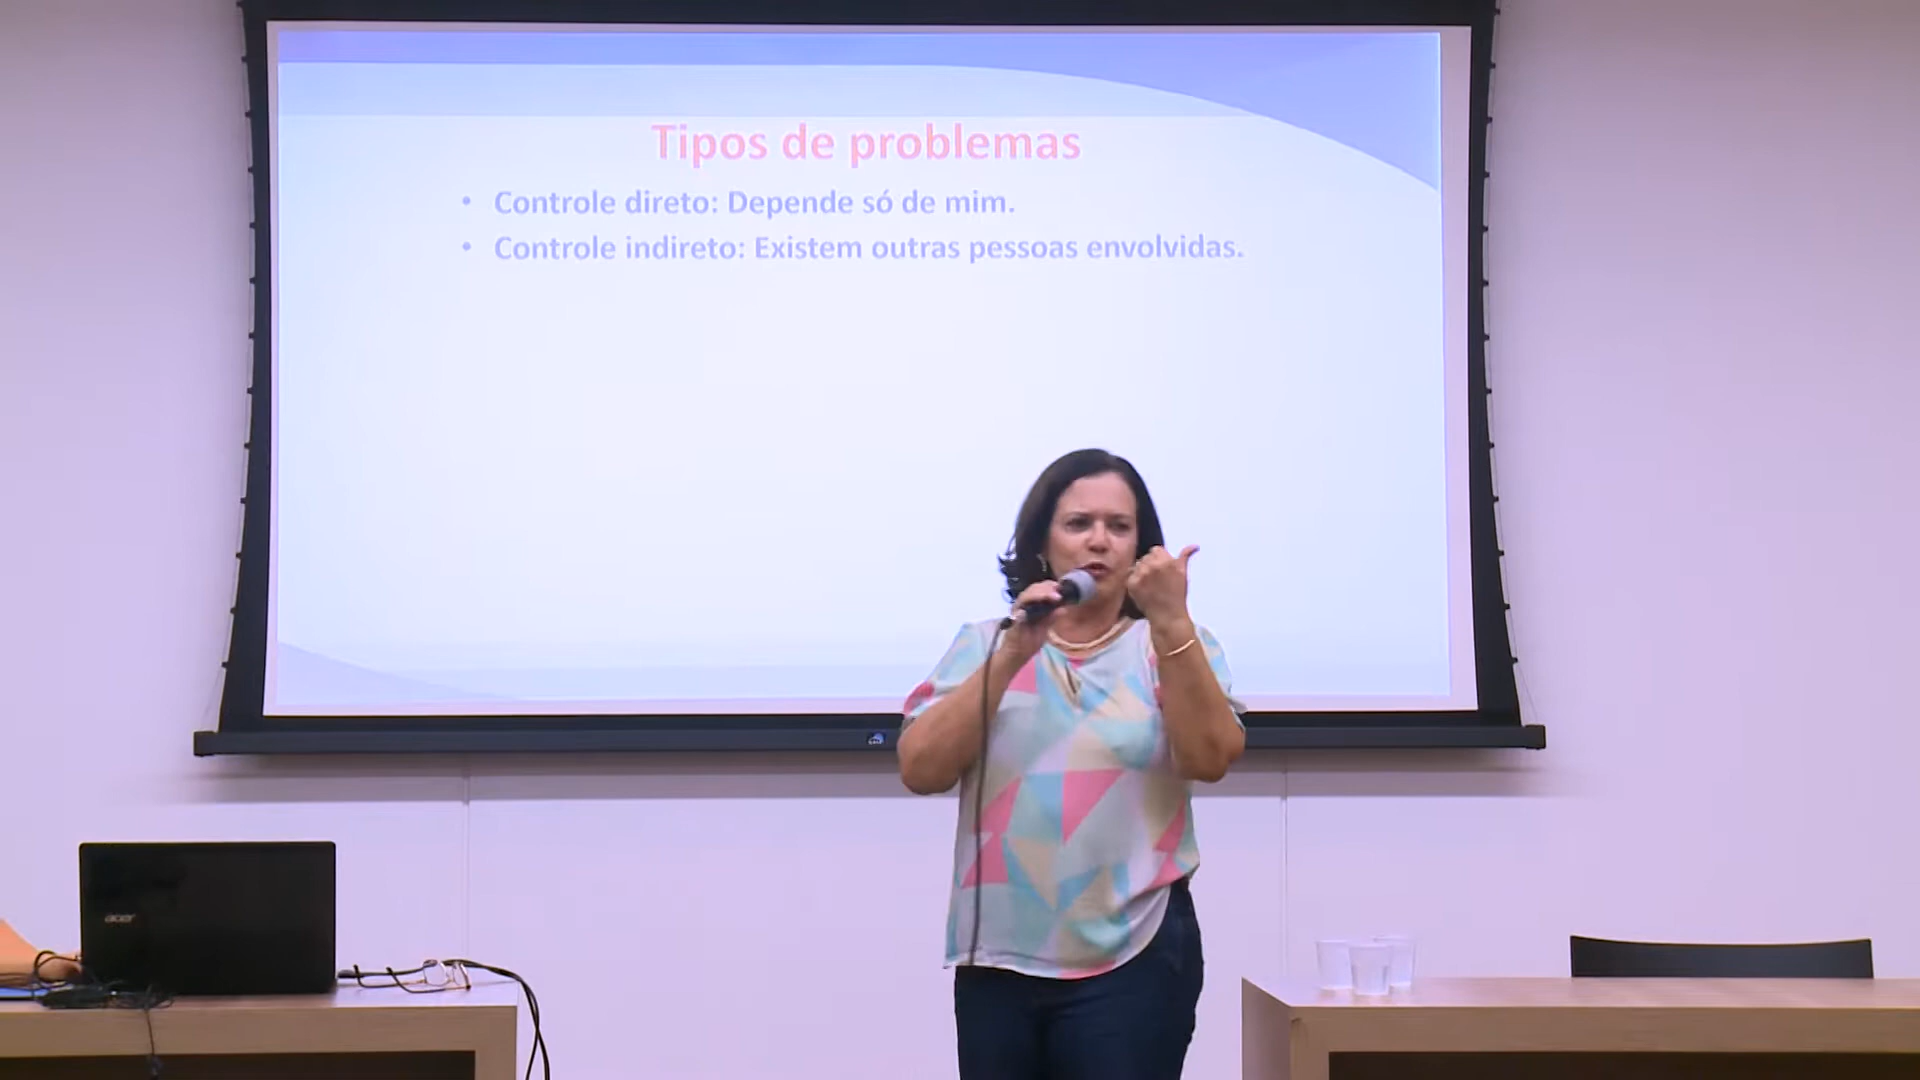 Tipos de problemas
• Controle direto: Depende só de mim.
• Controle indireto: Existem outras pessoas envolvidas.
acer